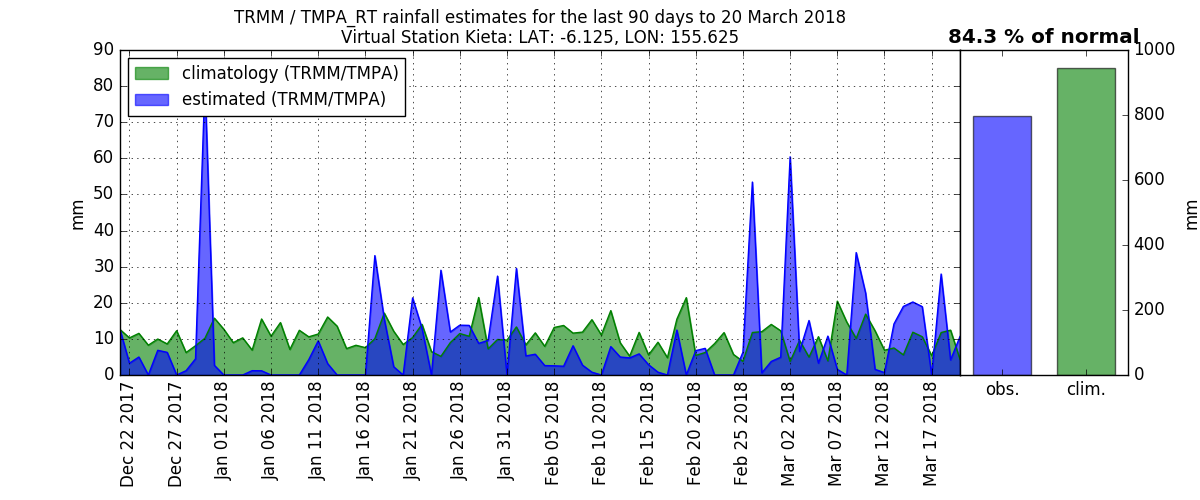 TRMM / TMPA_RT rainfall estimates for the last 90 days to 20 March 2018
Virtual Station Kieta: LAT: -6.125, LON: 155.625
84.3 % of normal
climatology (TRMM/TMPA)
estimated (TRMM/TMPA)
90
80
70
60
50
40
30
20
10
0
mm
1000
800
600
400
200
0
mm
Dec 22 2017
Dec 27 2017
Jan 01 2018
Jan 06 2018
Jan 11 2018
Jan 16 2018
Jan 21 2018
Jan 26 2018
Jan 31 2018
Feb 05 2018
Feb 10 2018
Feb 15 2018
Feb 20 2018
Feb 25 2018
Mar 02 2018
Mar 07 2018
Mar 12 2018
Mar 17 2018
obs.
clim.